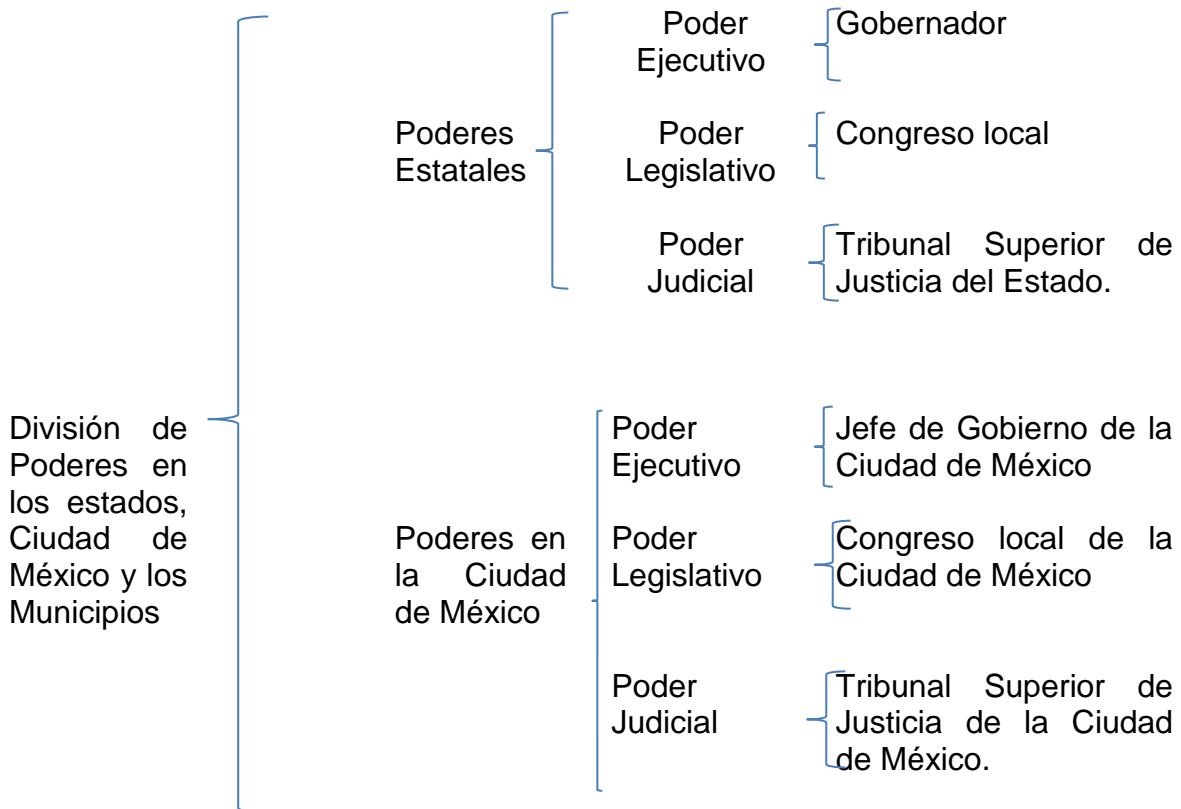 División de
Poderes en
los estados,
Ciudad de
México y los
Municipios
Poderes
Estatales
Poder
Ejecutivo
Gobernador
Poder
Legislativo
Congreso local
Poder
Judicial
Tribunal Superior de
Justicia del Estado.
Poderes en
la Ciudad
de México
Poder
Ejecutivo
Jefe de Gobierno de la
Ciudad de México
Poder
Legislativo
Congreso local de la
Ciudad de México
Poder
Judicial
Tribunal Superior de
Justicia de la Ciudad
de México.